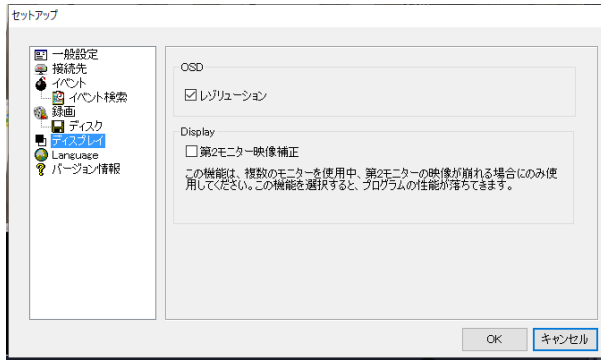 セットアップ
一般設定
接続先
イベント
イベント検索
録画
ディスク
ディスプレイ
Language
バージョン情報
OSD
レゾリューション
Display
第2モニター映像補正
この機能は、複数のモニターを使用中、第2モニターの映像が崩れる場合にのみ使
用してください。この機能を選択すると、プログラムの性能が落ちてきます。
OK
キャンセル